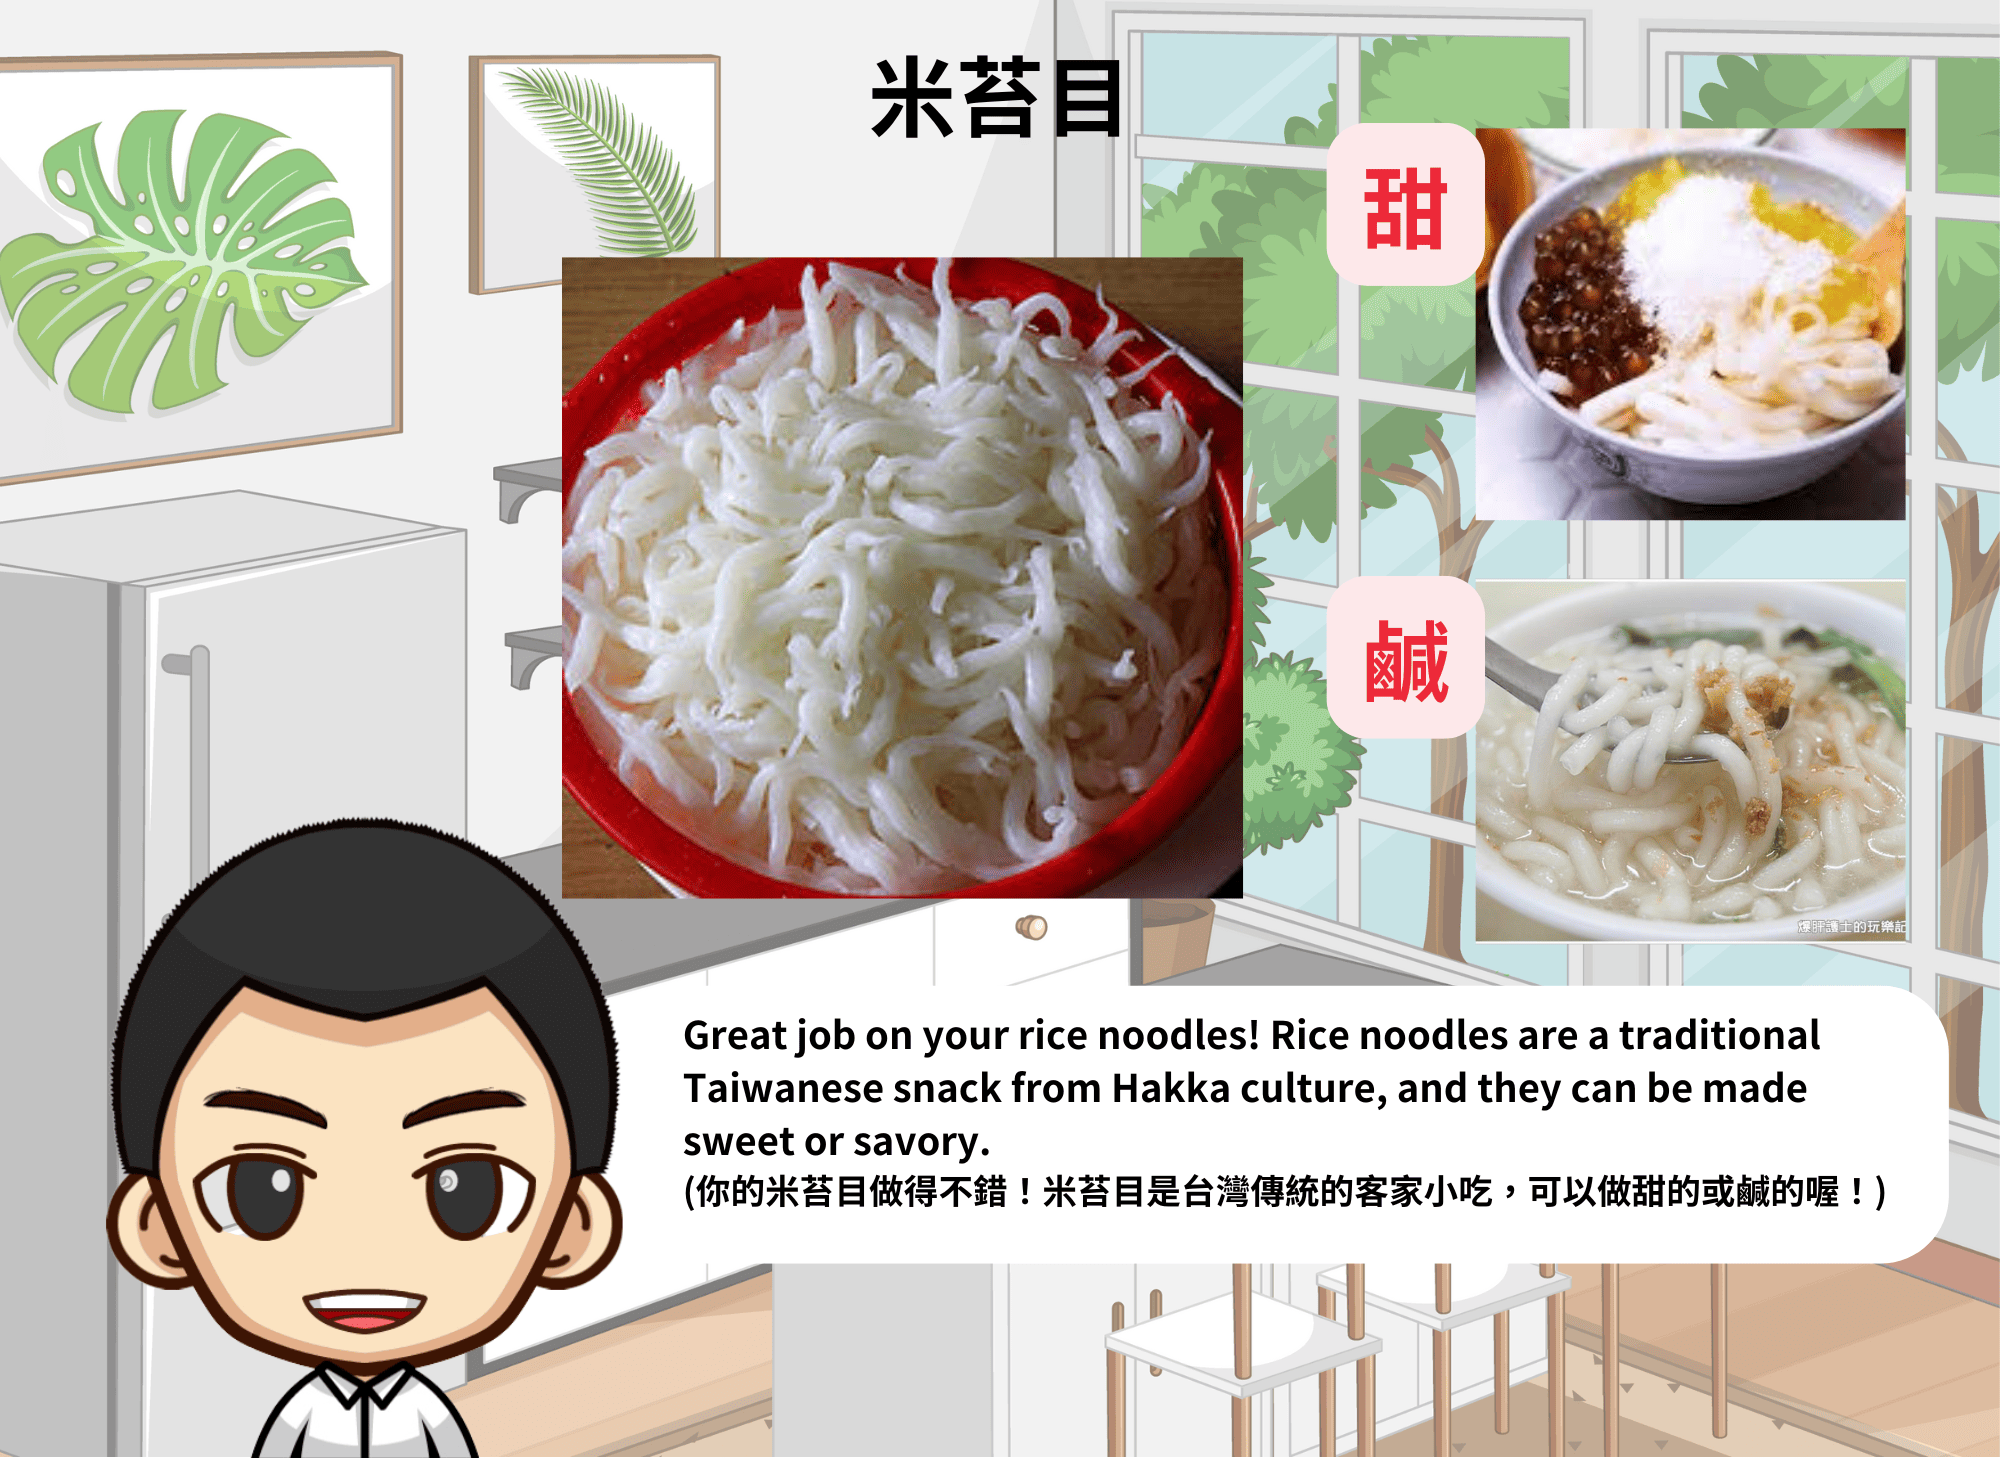 米苔目
甜
鹹
爆肝護士的玩樂記
Great job on your rice noodles! Rice noodles are a traditional
Taiwanese snack from Hakka culture, and they can be made
sweet or savory.
(你的米苔目做得不錯！米苔目是台灣傳統的客家小吃，可以做甜的或鹹的喔！)